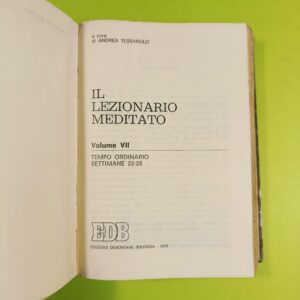 a cura
di ANDREA TESSAROLO
IL
LEZIONARIO
MEDITATO
Volume VII
TEMPO ORDINARIO
SETTIMANE 22-28
EDB
EDIZIONI DEHONIANE BOLOGNA - 1974